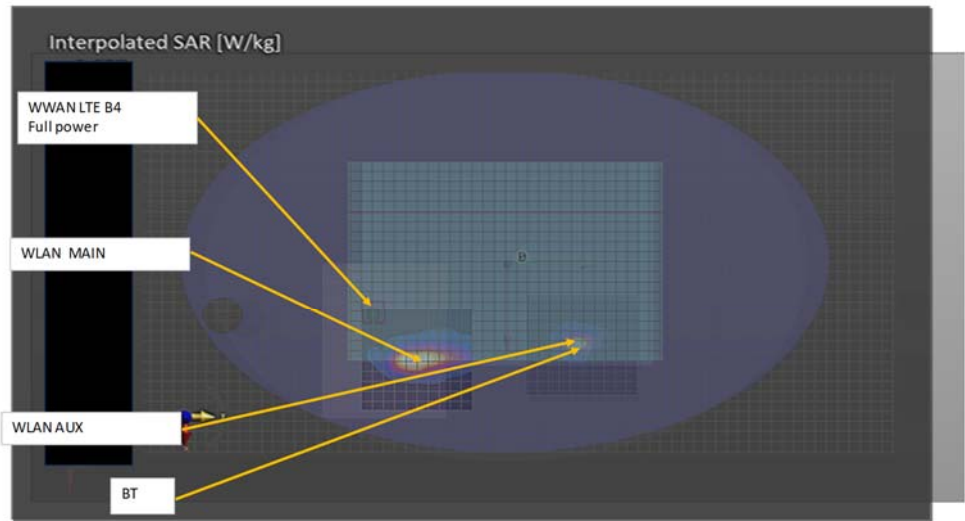 Interpolated SAR [W/kg]
WWAN LTE B4
Full power
WLAN MAIN
WLAN AUX
BT